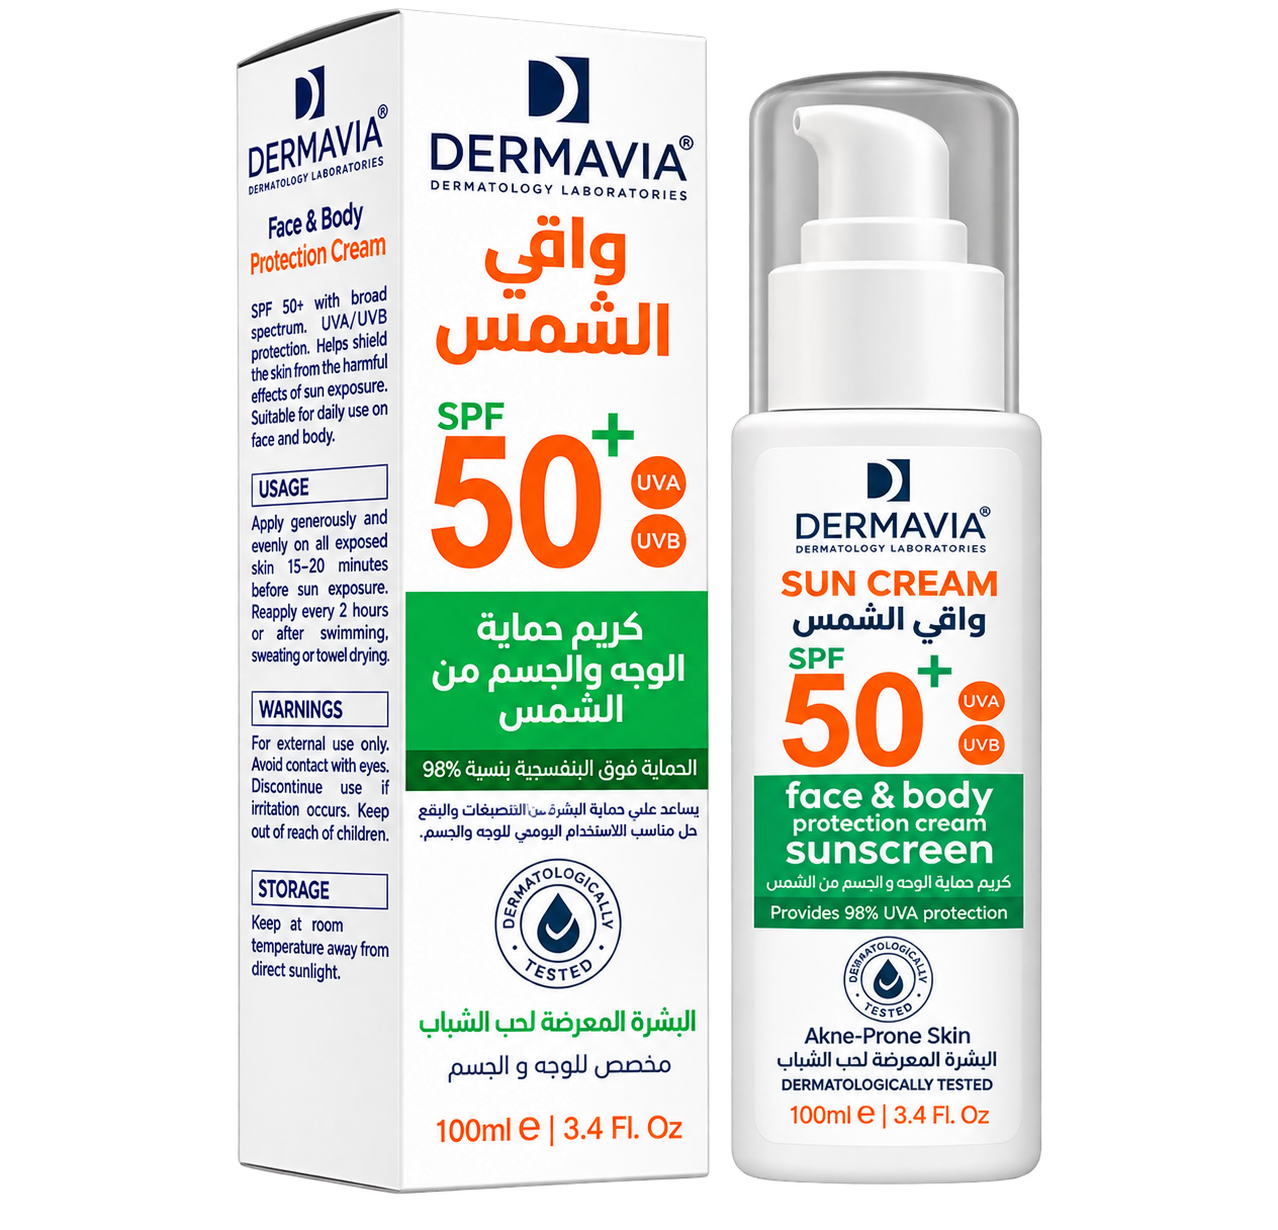 DERMAVIA®
DERMATOLOGY LABORATORIES
Face & Body
Protection Cream
SPF 50+ with broad
spectrum. UVA/UVB
protection. Helps shield
the skin from the harmful
effects of sun exposure.
Suitable for daily use on
face and body.
USAGE
Apply generously and
evenly on all exposed
skin 15–20 minutes
before sun exposure.
Reapply every 2 hours
or after swimming,
sweating or towel drying.
WARNINGS
For external use only.
Avoid contact with eyes.
Discontinue use if
irritation occurs. Keep
out of reach of children.
STORAGE
Keep at room
temperature away from
direct sunlight.
DERMAVIA®
DERMATOLOGY LABORATORIES
واقي
الشمس
SPF
50+
UVA
UVB
كريم حماية
الوجه والجسم من
الشمس
الحماية فوق البنفسجية بنسية 98%
يساعد علي حماية البشرة والبقع
حل مناسب الاستخدام اليومي للوجه والجسم.
DERMATOLOGICALLY
TESTED
البشرة المعرضة لحب الشباب
مخصص للوجه و الجسم
100ml e | 3.4 Fl. Oz
DERMAVIA®
DERMATOLOGY LABORATORIES
SUN CREAM
واقي الشمس
SPF
50+
UVA
UVB
face & body
protection cream
sunscreen
كريم حماية الوحه و الجسم من الشمس
Provides 98% UVA protection
DERMATOLOGICALLY
TESTED
Akne-Prone Skin
البشرة المعرضة لحب الشباب
DERMATOLOGICALLY TESTED
100ml e | 3.4 Fl. Oz